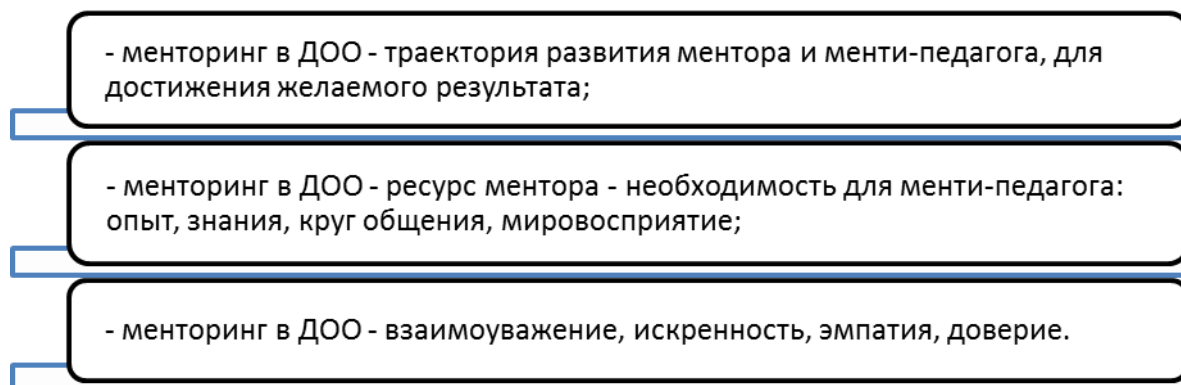 - менторинг в ДОО - траектория развития ментора и менти-педагога, для
достижения желаемого результата;
- менторинг в ДОО - ресурс ментора - необходимость для менти-педагога:
опыт, знания, круг общения, мировосприятие;
- менторинг в ДОО - взаимоуважение, искренность, эмпатия, доверие.